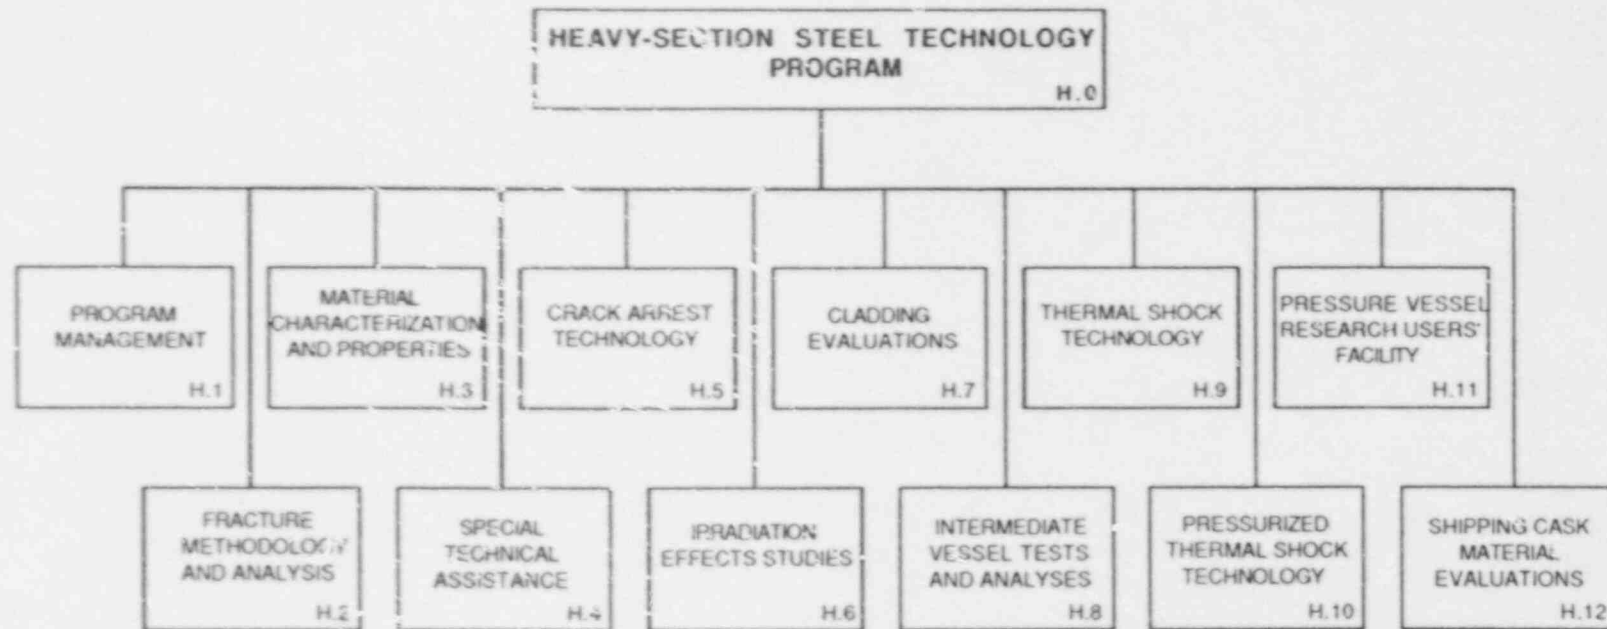 HEAVY-SECTION STEEL TECHNOLOGY
PROGRAM
H.0
PROGRAM
MANAGEMENT
H.1
MATERIAL
CHARACTERIZATION
AND PROPERTIES
H.3
CRACK ARREST
TECHNOLOGY
H.5
CLADDING
EVALUATIONS
H.7
THERMAL SHOCK
TECHNOLOGY
H.9
PRESSURE VESSEL
RESEARCH USERS'
FACILITY
H.11
FRACTURE
METHODOLOGY
AND ANALYSIS
H.2
SPECIAL
TECHNICAL
ASSISTANCE
H.4
IRRADIATION
EFFECTS STUDIES
H.6
INTERMEDIATE
VESSEL TESTS
AND ANALYSES
H.8
PRESSURIZED
THERMAL SHOCK
TECHNOLOGY
H.10
SHIPPING CASK
MATERIAL
EVALUATIONS
H.12